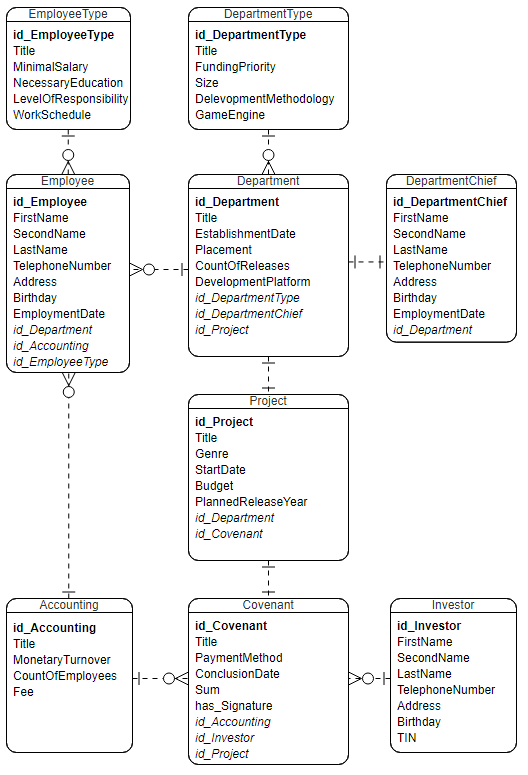 EmployeeType
id_EmployeeType
Title
MinimalSalary
NecessaryEducation
LevelOfResponsibility
WorkSchedule
DepartmentType
id_DepartmentType
Title
FundingPriority
Size
DelevopmentMethodology
GameEngine
Employee
id_Employee
FirstName
SecondName
LastName
TelephoneNumber
Address
Birthday
EmploymentDate
id_Department
id_Accounting
id_EmployeeType
Department
id_Department
Title
EstablishmentDate
Placement
CountOfReleases
DevelopmentPlatform
id_DepartmentType
id_DepartmentChief
id_Project
DepartmentChief
id_DepartmentChief
FirstName
SecondName
LastName
TelephoneNumber
Address
Birthday
EmploymentDate
id_Department
Project
id_Project
Title
Genre
StartDate
Budget
PlannedReleaseYear
id_Department
id_Covenant
Accounting
id_Accounting
Title
MonetaryTurnover
CountOfEmployees
Fee
Covenant
id_Covenant
Title
PaymentMethod
ConclusionDate
Sum
has_Signature
id_Accounting
id_Investor
id_Project
Investor
id_Investor
FirstName
SecondName
LastName
TelephoneNumber
Address
Birthday
TIN